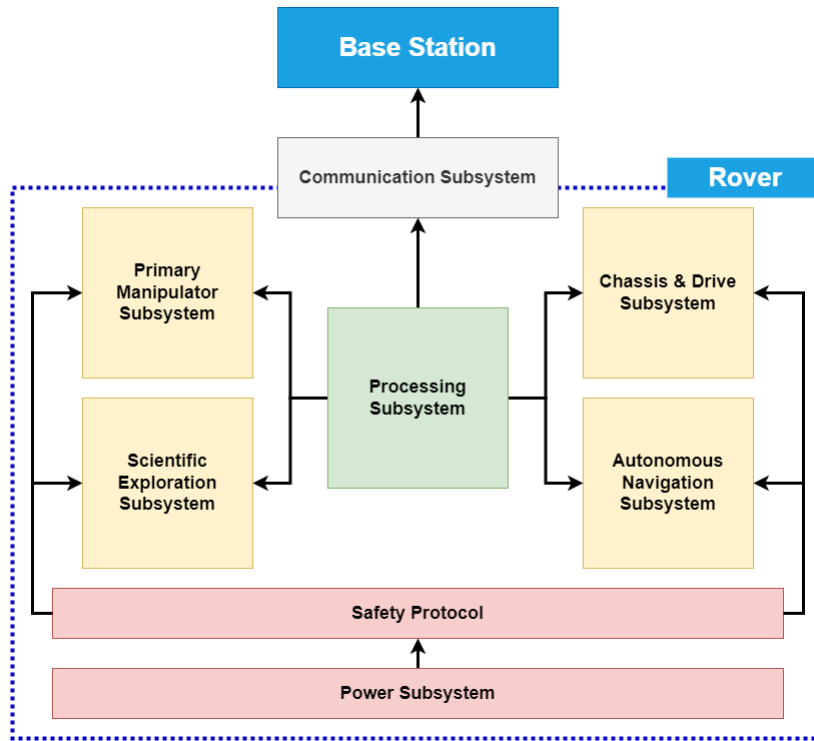 Base Station
Communication Subsystem
Rover
Primary
Manipulator
Subsystem
Chassis & Drive
Subsystem
Processing
Subsystem
Scientific
Exploration
Subsystem
Autonomous
Navigation
Subsystem
Safety Protocol
Power Subsystem